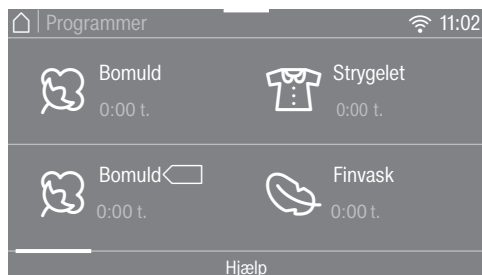 Programmer 11:02
Bomuld Strygelet
0:00 t. 0:00 t.
Bomuld Finvask
0:00 t. 0:00 t.
Hjælp